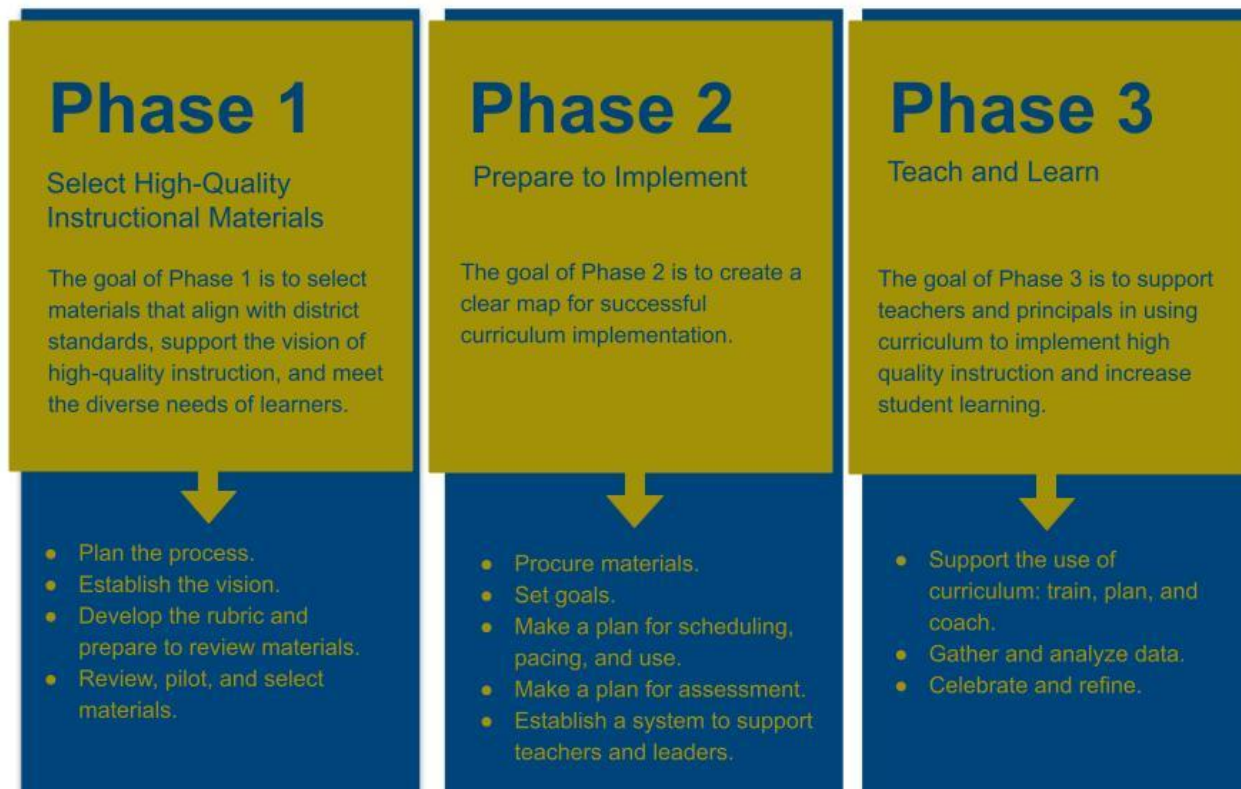 Phase 1
Select High-Quality
Instructional Materials
The goal of Phase 1 is to select
materials that align with district
standards, support the vision of
high-quality instruction, and meet
the diverse needs of learners.
● Plan the process.
● Establish the vision.
● Develop the rubric and
prepare to review materials.
● Review, pilot, and select
materials.
Phase 2
Prepare to Implement
The goal of Phase 2 is to create a
clear map for successful
curriculum implementation.
● Procure materials.
● Set goals.
● Make a plan for scheduling,
pacing, and use.
● Make a plan for assessment.
● Establish a system to support
teachers and leaders.
Phase 3
Teach and Learn
The goal of Phase 3 is to support
teachers and principals in using
curriculum to implement high
quality instruction and increase
student learning.
● Support the use of
curriculum: train, plan, and
coach.
● Gather and analyze data.
● Celebrate and refine.